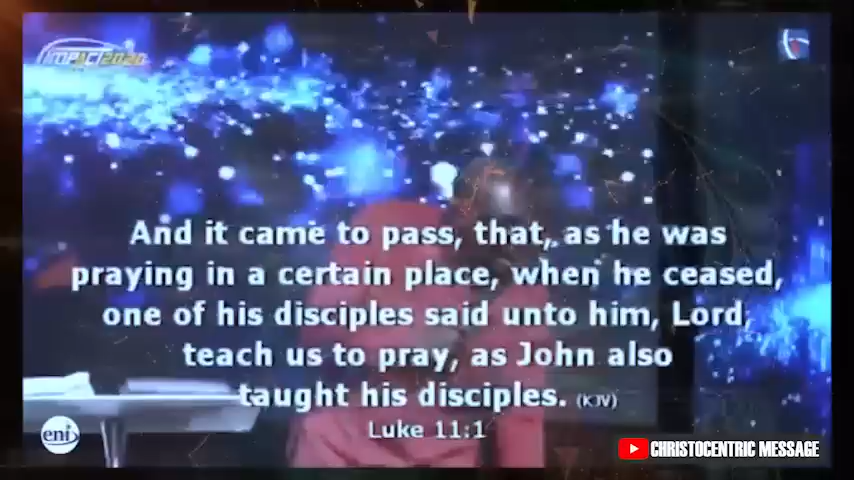 IMPACT2020
And it came to pass, that, as he was
praying in a certain place, when he ceased,
one of his disciples said unto him, Lord,
teach us to pray, as John also
taught his disciples. (KJV)
Luke 11:1
eni
CHRISTOCENTRIC MESSAGE